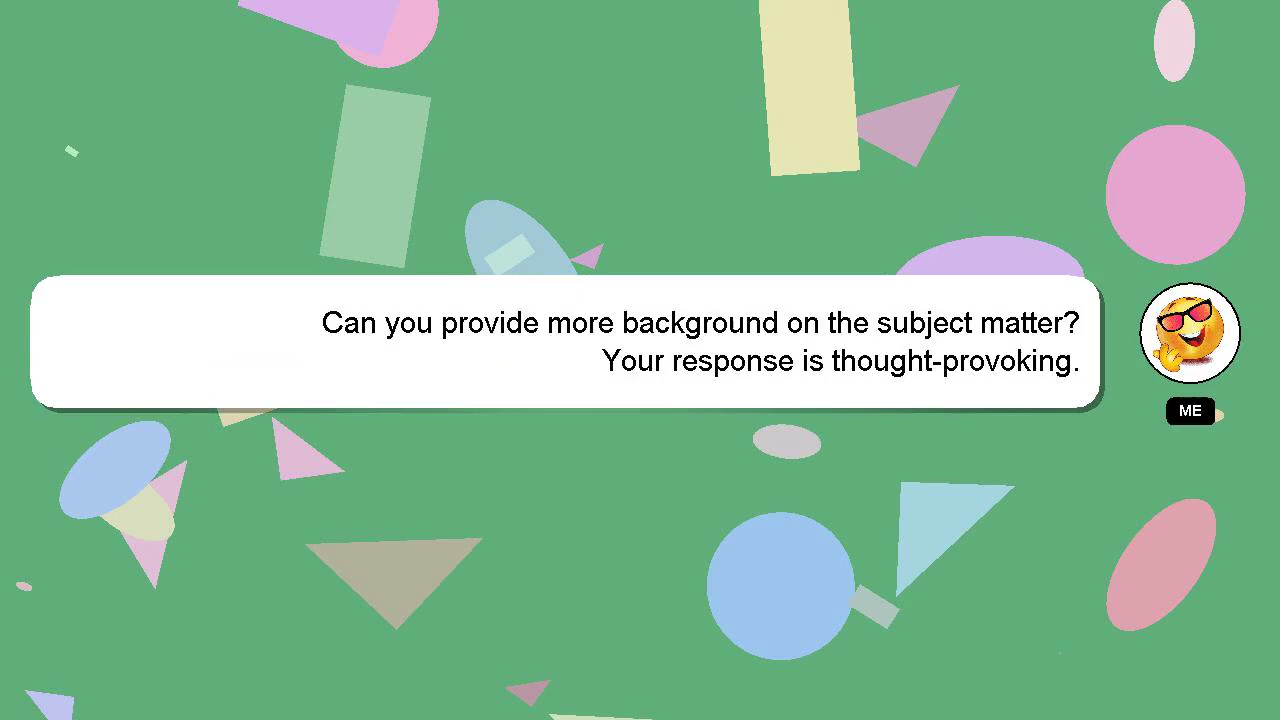 Can you provide more background on the subject matter?
Your response is thought-provoking.
ME